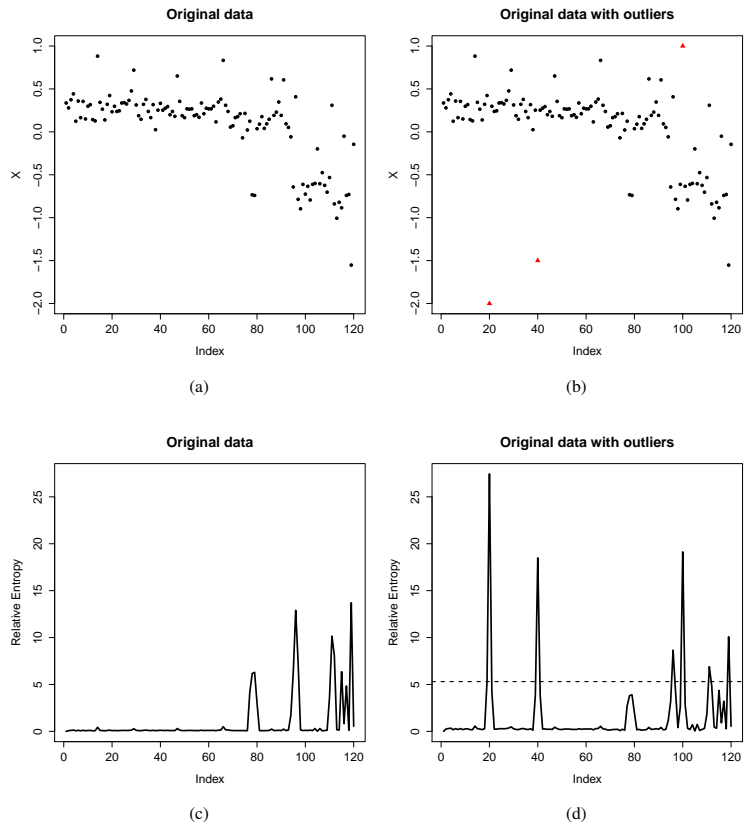 Original data
Original data with outliers
1.0
0.5
0.0
−0.5
−1.0
−1.5
−2.0
X
0 20 40 60 80 100 120
Index
(a)
1.0
0.5
0.0
−0.5
−1.0
−1.5
−2.0
X
0 20 40 60 80 100 120
Index
(b)
Original data
25
20
15
10
5
0
Relative Entropy
0 20 40 60 80 100 120
Index
(c)
Original data with outliers
25
20
15
10
5
0
Relative Entropy
0 20 40 60 80 100 120
Index
(d)